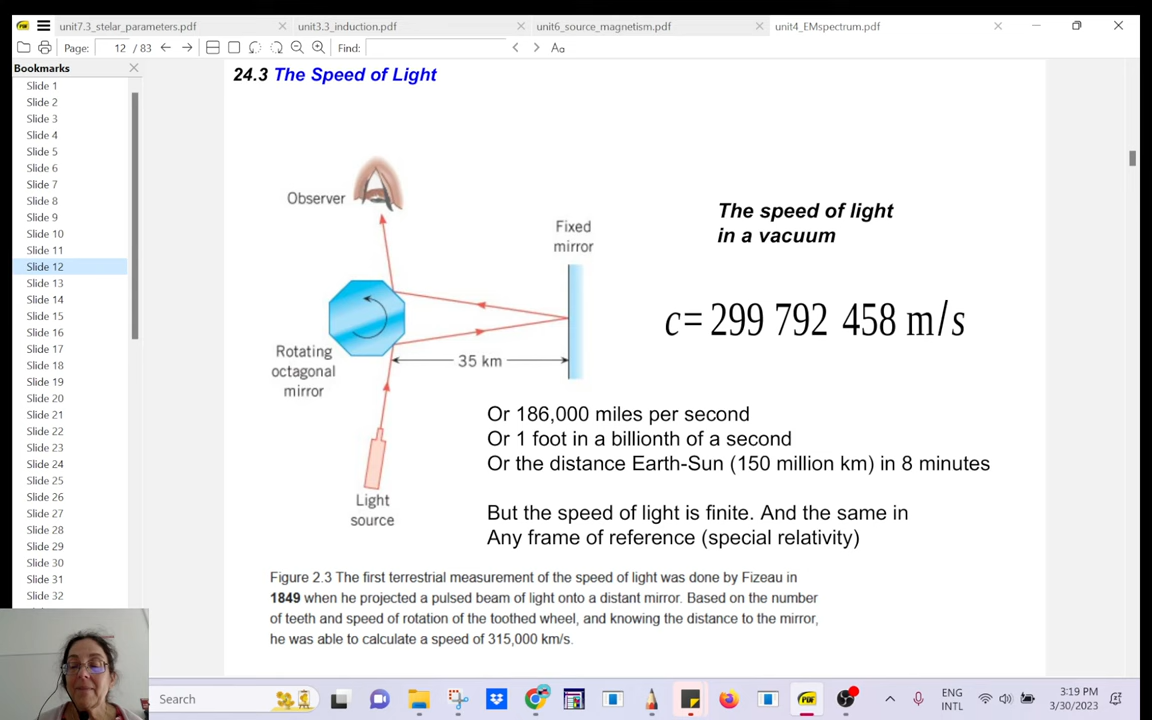 unit7.3_stelar_parameters.pdf
unit3.3_induction.pdf
unit6_source_magnetism.pdf
unit4_EMspectrum.pdf
Page: 12 / 83
Find:
Aa
Bookmarks
Slide 1
Slide 2
Slide 3
Slide 4
Slide 5
Slide 6
Slide 7
Slide 8
Slide 9
Slide 10
Slide 11
Slide 12
Slide 13
Slide 14
Slide 15
Slide 16
Slide 17
Slide 18
Slide 19
Slide 20
Slide 21
Slide 22
Slide 23
Slide 24
Slide 25
Slide 26
Slide 27
Slide 28
Slide 29
Slide 30
Slide 31
Slide 32
24.3 The Speed of Light
Observer
Fixed
mirror
Rotating
octagonal
mirror
35 km
Light
source
The speed of light
in a vacuum
c= 299 792 458 m/s
Or 186,000 miles per second
Or 1 foot in a billionth of a second
Or the distance Earth-Sun (150 million km) in 8 minutes
But the speed of light is finite. And the same in
Any frame of reference (special relativity)
Figure 2.3 The first terrestrial measurement of the speed of light was done by Fizeau in
1849 when he projected a pulsed beam of light onto a distant mirror. Based on the number
of teeth and speed of rotation of the toothed wheel, and knowing the distance to the mirror,
he was able to calculate a speed of 315,000 km/s.
Search
ENG
INTL
3:19 PM
3/30/2023